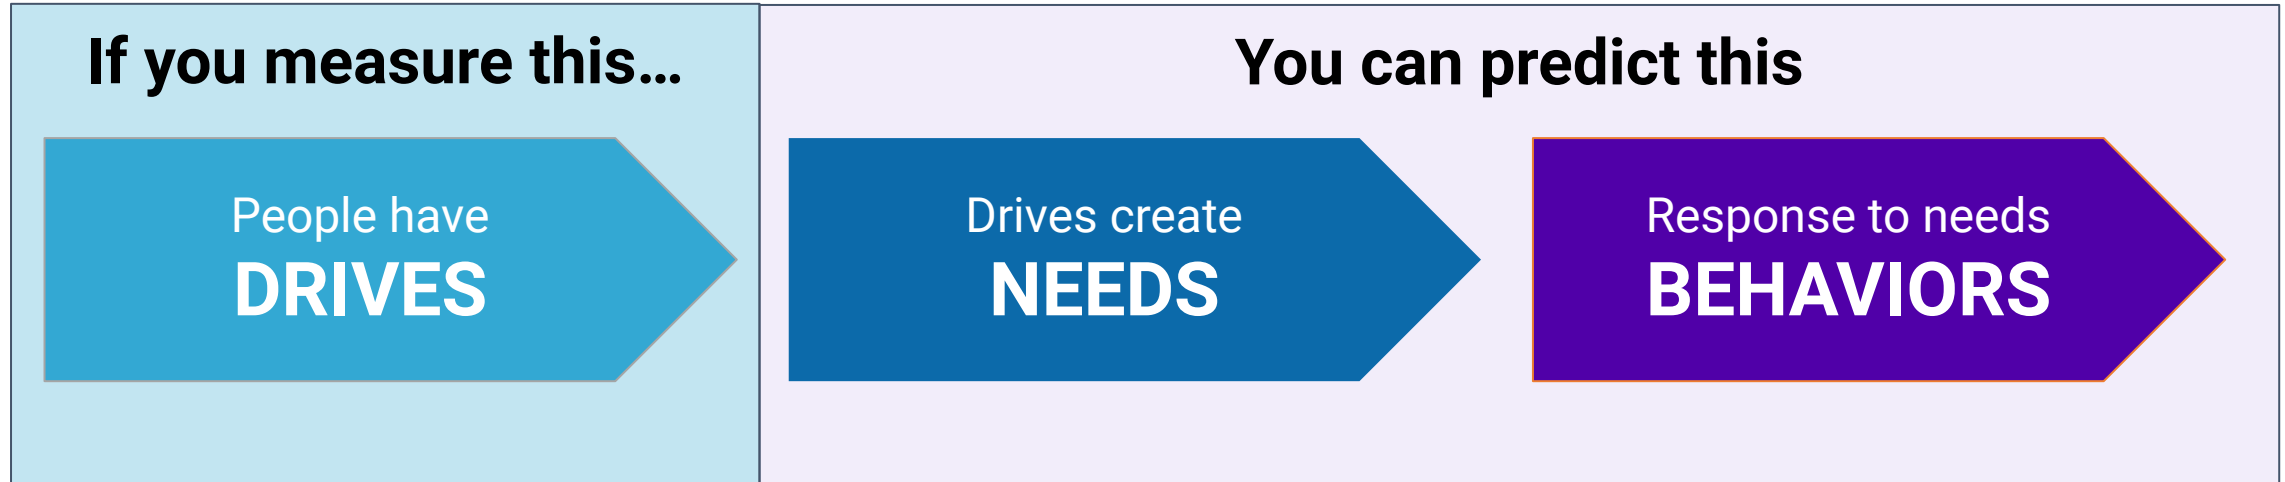 If you measure this…
People have
DRIVES
You can predict this
Drives create
NEEDS
Response to needs
BEHAVIORS